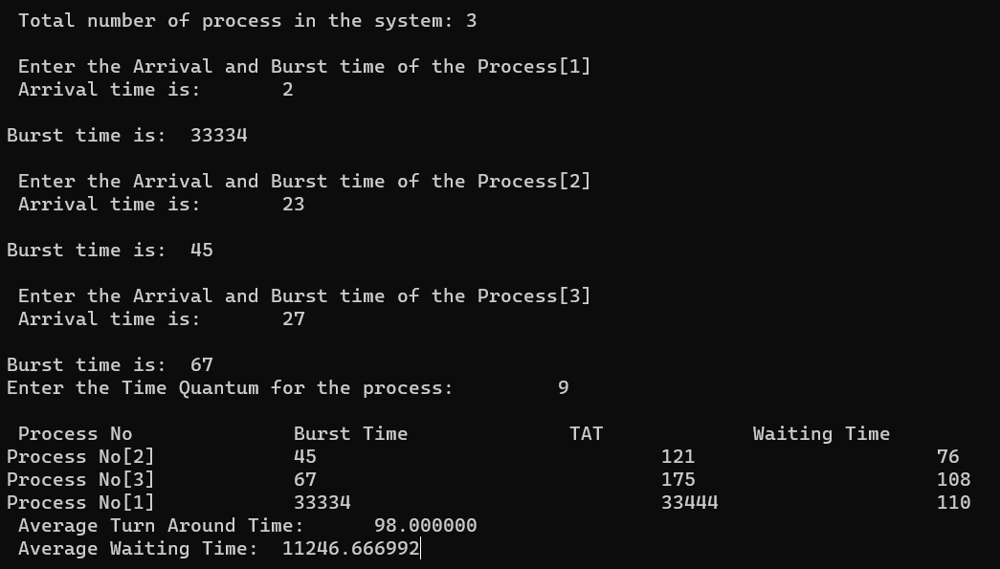 Total number of process in the system: 3
Enter the Arrival and Burst time of the Process[1]
Arrival time is: 2
Burst time is: 33334
Enter the Arrival and Burst time of the Process[2]
Arrival time is: 23
Burst time is: 45
Enter the Arrival and Burst time of the Process[3]
Arrival time is: 27
Burst time is: 67
Enter the Time Quantum for the process: 9
Process No Burst Time TAT Waiting Time
Process No[2] 45 121 76
Process No[3] 67 175 108
Process No[1] 33334 33444 110
Average Turn Around Time: 98.000000
Average Waiting Time: 11246.666992